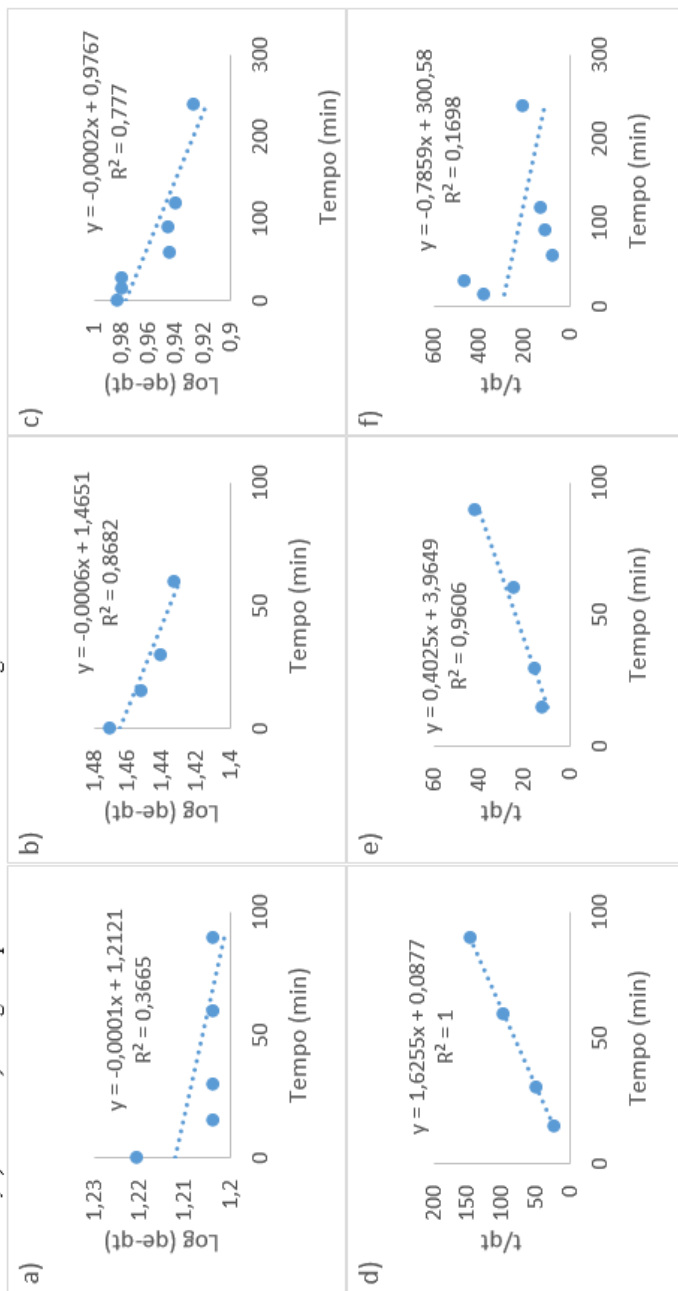 a)
1,23
1,22
1,21
1,2
Log (qe-qt)
y = -0,0001x + 1,2121
R² = 0,3665
0
50
100
Tempo (min)
b)
1,48
1,46
1,44
1,42
1,4
Log (qe-qt)
y = -0,0006x + 1,4651
R² = 0,8682
0
50
100
Tempo (min)
c)
1
0,98
0,96
0,94
0,92
0,9
Log (qe-qt)
y = -0,0002x + 0,9767
R² = 0,777
0
100
200
300
Tempo (min)
d)
200
150
100
50
0
t/qt
y = 1,6255x + 0,0877
R² = 1
0
50
100
Tempo (min)
e)
60
40
20
0
t/qt
y = 0,4025x + 3,9649
R² = 0,9606
0
50
100
Tempo (min)
f)
600
400
200
0
t/qt
y = -0,7859x + 300,58
R² = 0,1698
0
100
200
300
Tempo (min)